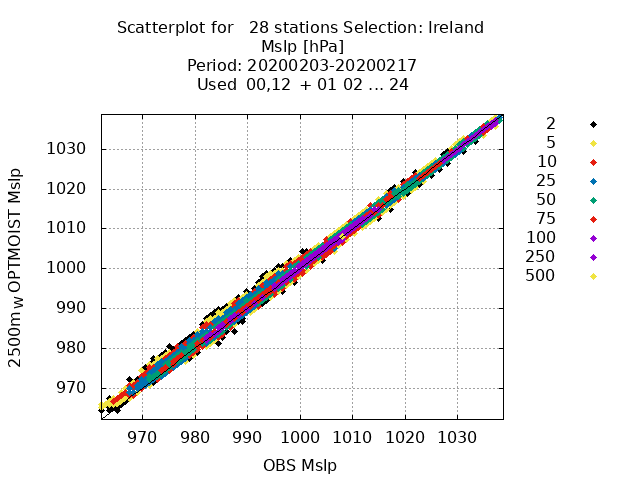 Scatterplot for   28 stations Selection: Ireland
Mslp [hPa]
Period: 20200203-20200217
Used  00,12  + 01 02 ... 24
2
5
10
25
50
75
100
250
500
1030
1020
1010
1000
990
980
970
2500m_W OPTMOIST Mslp
970 980 990 1000 1010 1020 1030
OBS Mslp